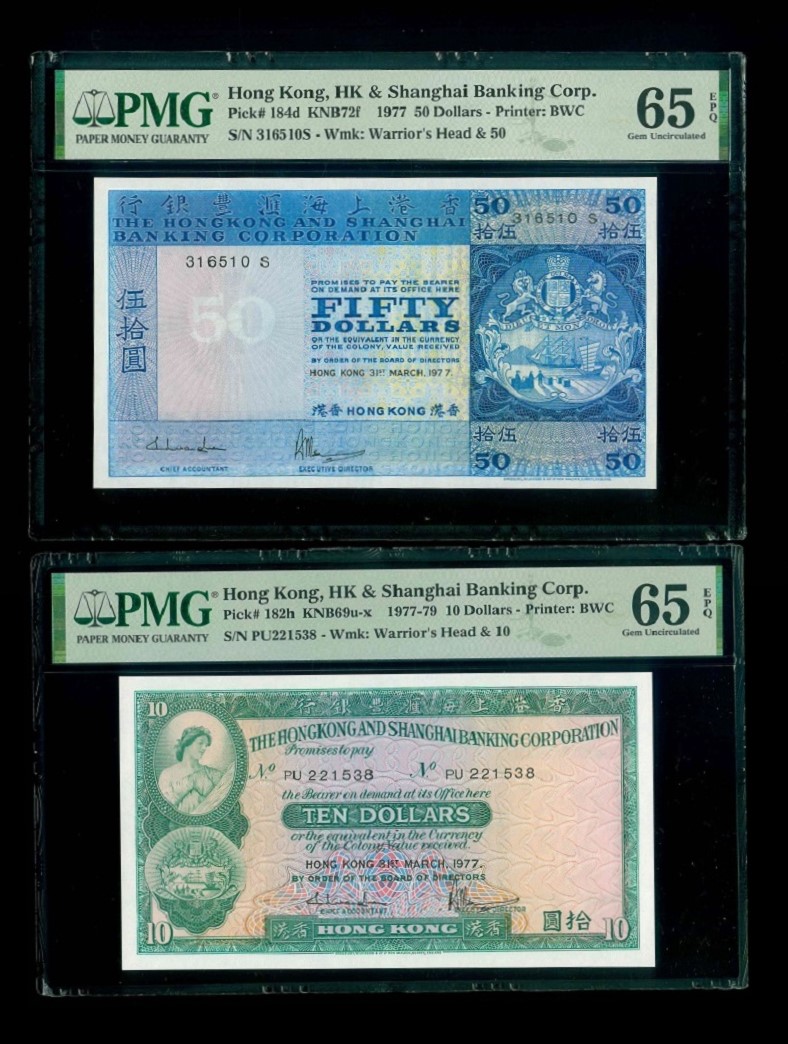 PMG®
PAPER MONEY GUARANTY
Hong Kong, HK & Shanghai Banking Corp.
Pick# 184d KNB72f 1977 50 Dollars - Printer: BWC
S/N 316510S - Wmk: Warrior's Head & 50
65 EPQ
Gem Uncirculated
行銀豐滙海上港香
THE HONGKONG AND SHANGHAI
BANKING CORPORATION
50 316510 S 50
拾伍 拾伍
316510 S
50
伍拾圓
PROMISES TO PAY THE BEARER
ON DEMAND AT ITS OFFICE HERE
FIFTY
DOLLARS
OR THE EQUIVALENT IN THE CURRENCY
OF THE COLONY, VALUE RECEIVED
BY ORDER OF THE BOARD OF DIRECTORS
HONG KONG 31ST MARCH, 1977.
港香 HONG KONG 港香
DIEU ET MON DROIT
拾伍 拾伍
50 50
CHIEF ACCOUNTANT EXECUTIVE DIRECTOR
PMG®
PAPER MONEY GUARANTY
Hong Kong, HK & Shanghai Banking Corp.
Pick# 182h KNB69u-x 1977-79 10 Dollars - Printer: BWC
S/N PU221538 - Wmk: Warrior's Head & 10
65 EPQ
Gem Uncirculated
10 行銀豐滙海上港香
THE HONGKONG AND SHANGHAI BANKING CORPORATION
Promises to pay
Nº PU 221538 Nº PU 221538
the Bearer on demand at its Office here
TEN DOLLARS
or the equivalent in the Currency
of the Colony, Value received.
HONG KONG 31ST MARCH, 1977.
BY ORDER OF THE BOARD OF DIRECTORS
CHIEF ACCOUNTANT DIRECTOR
圓拾
10 港香 HONG KONG 港香 10